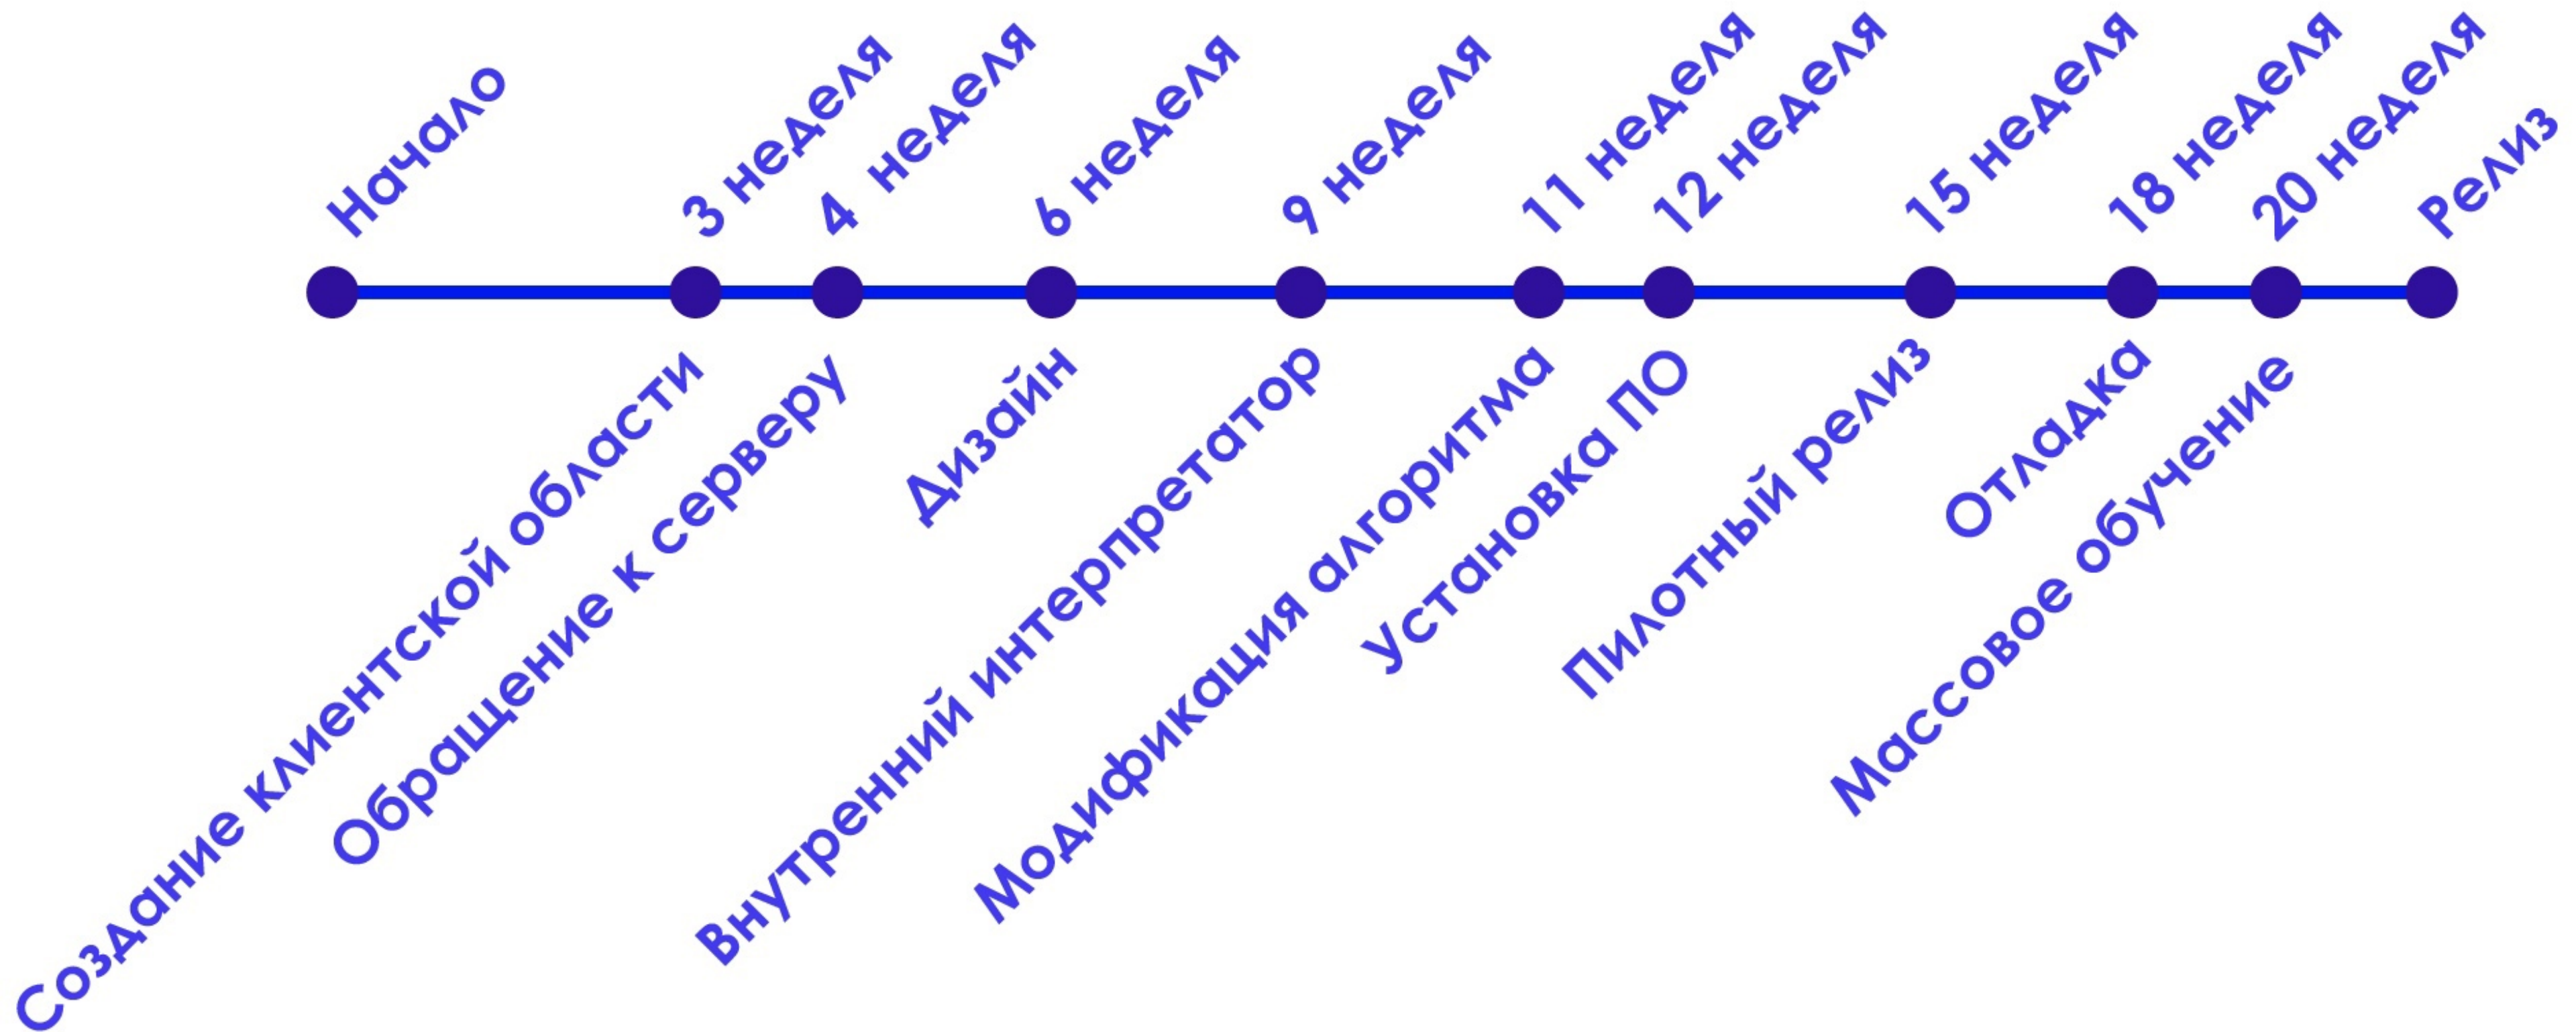 Начало
3 неделя
4 неделя
6 неделя
9 неделя
11 неделя
12 неделя
15 неделя
18 неделя
20 неделя
Релиз
Создание клиентской области
Обращение к серверу
Дизайн
Внутренний интерпретатор
Модификация алгоритма
Установка ПО
Пилотный релиз
Отладка
Массовое обучение